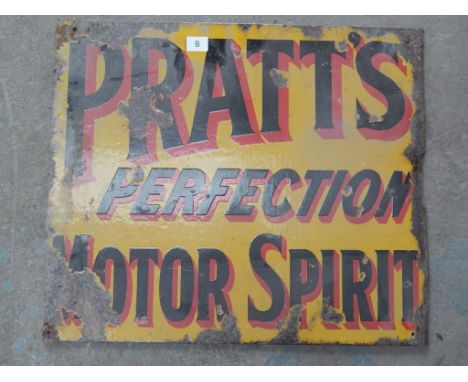 6
PRATT'S
PERFECTION
MOTOR SPIRIT